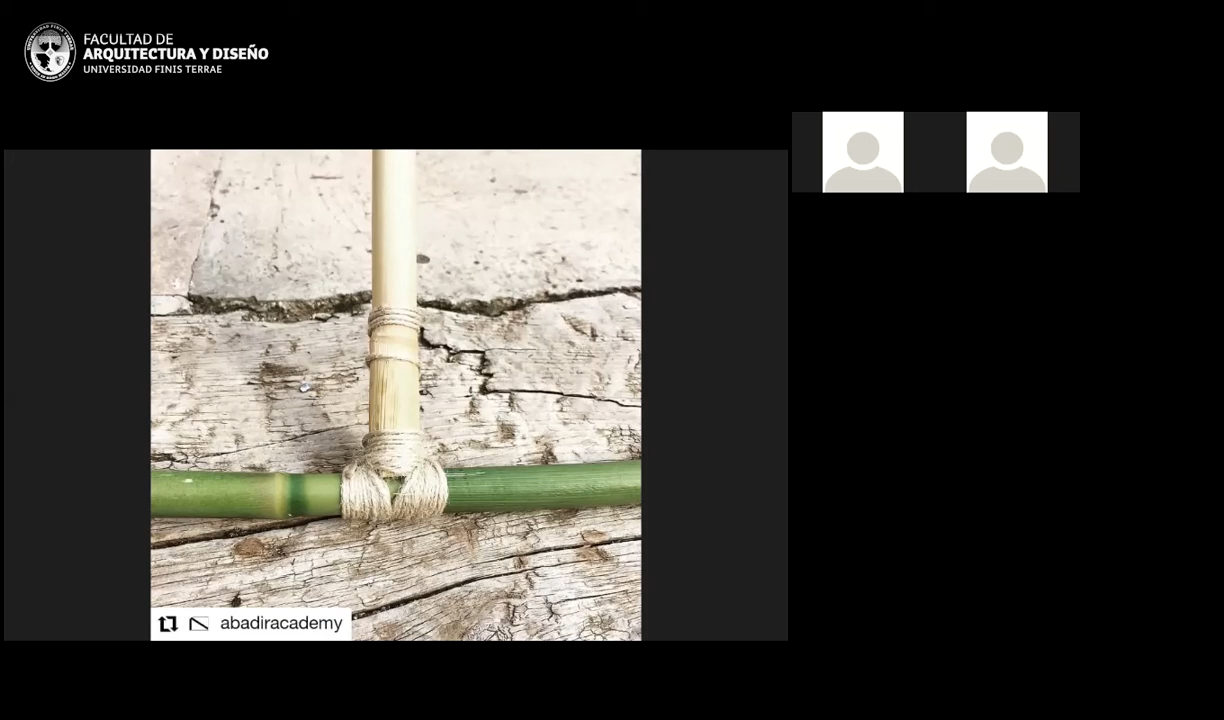 FACULTAD DE
ARQUITECTURA Y DISEÑO
UNIVERSIDAD FINIS TERRAE
abadiracademy